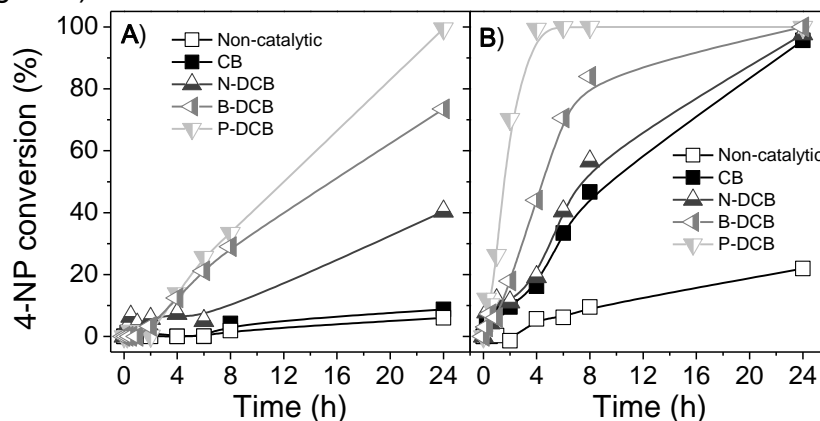 A)
Non-catalytic
CB
N-DCB
B-DCB
P-DCB
B)
Non-catalytic
CB
N-DCB
B-DCB
P-DCB
4-NP conversion (%)
100
80
60
40
20
0
0 4 8 12 16 20 24
0 4 8 12 16 20 24
Time (h)
Time (h)